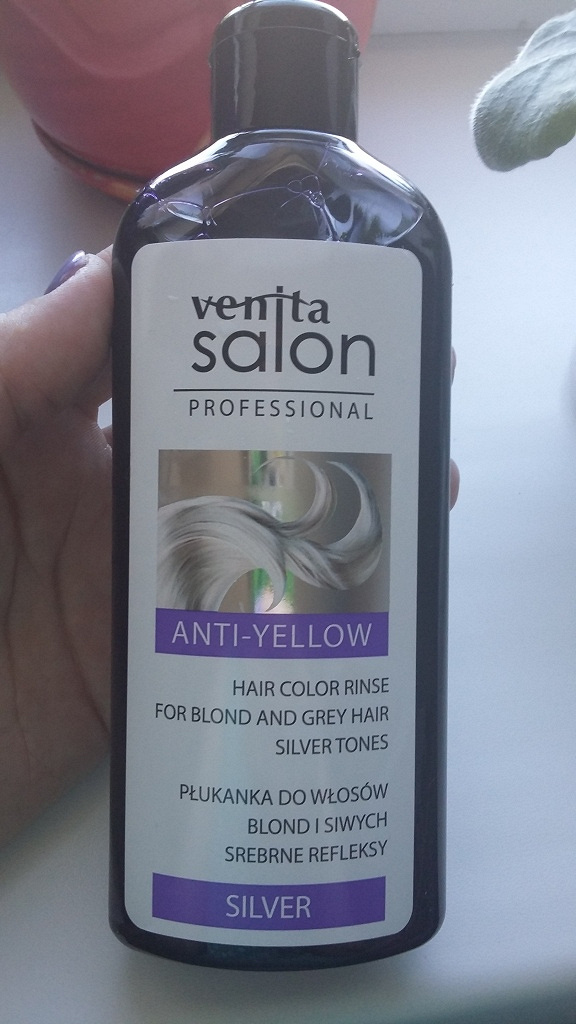 venita
salon
PROFESSIONAL
ANTI-YELLOW
HAIR COLOR RINSE
FOR BLOND AND GREY HAIR
SILVER TONES
PŁUKANKA DO WŁOSÓW
BLOND I SIWYCH
SREBRNE REFLEKSY
SILVER